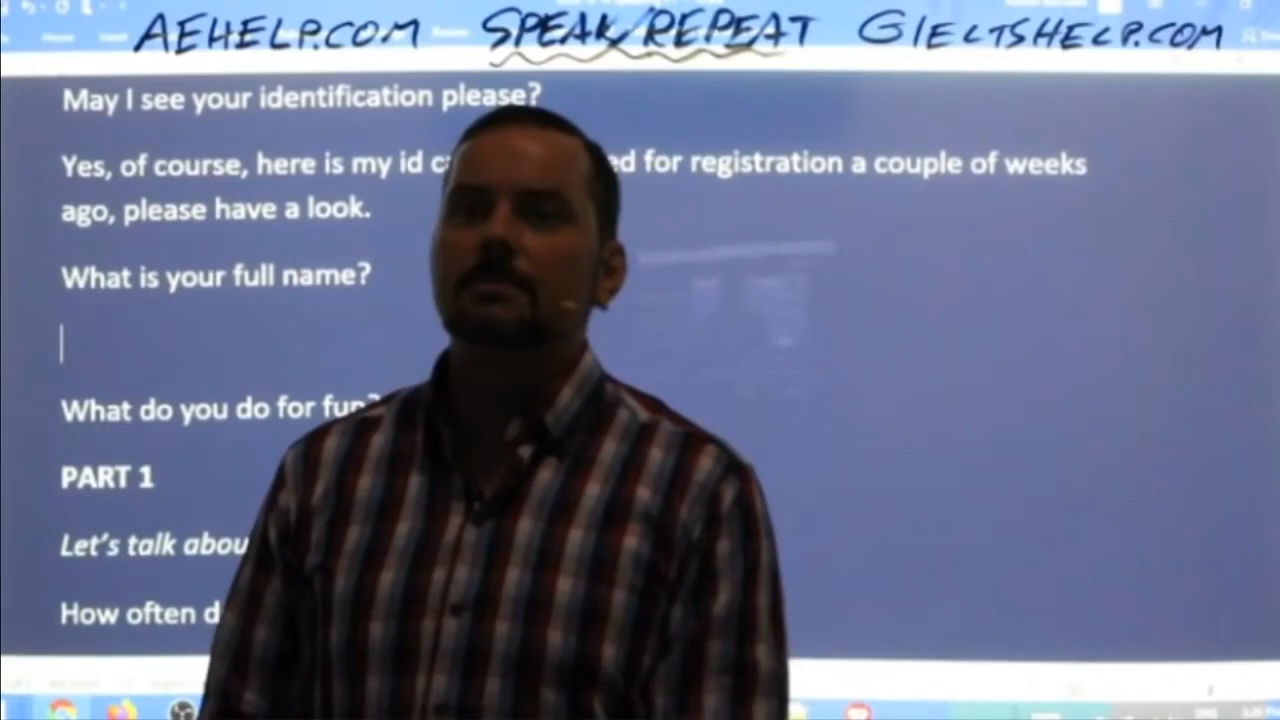 AEHELP.COM SPEAK/REPEAT GIELTSHELP.COM
May I see your identification please?
Yes, of course, here is my id for registration a couple of weeks
ago, please have a look.
What is your full name?
What do you do for fun?
PART 1
Let's talk
How often